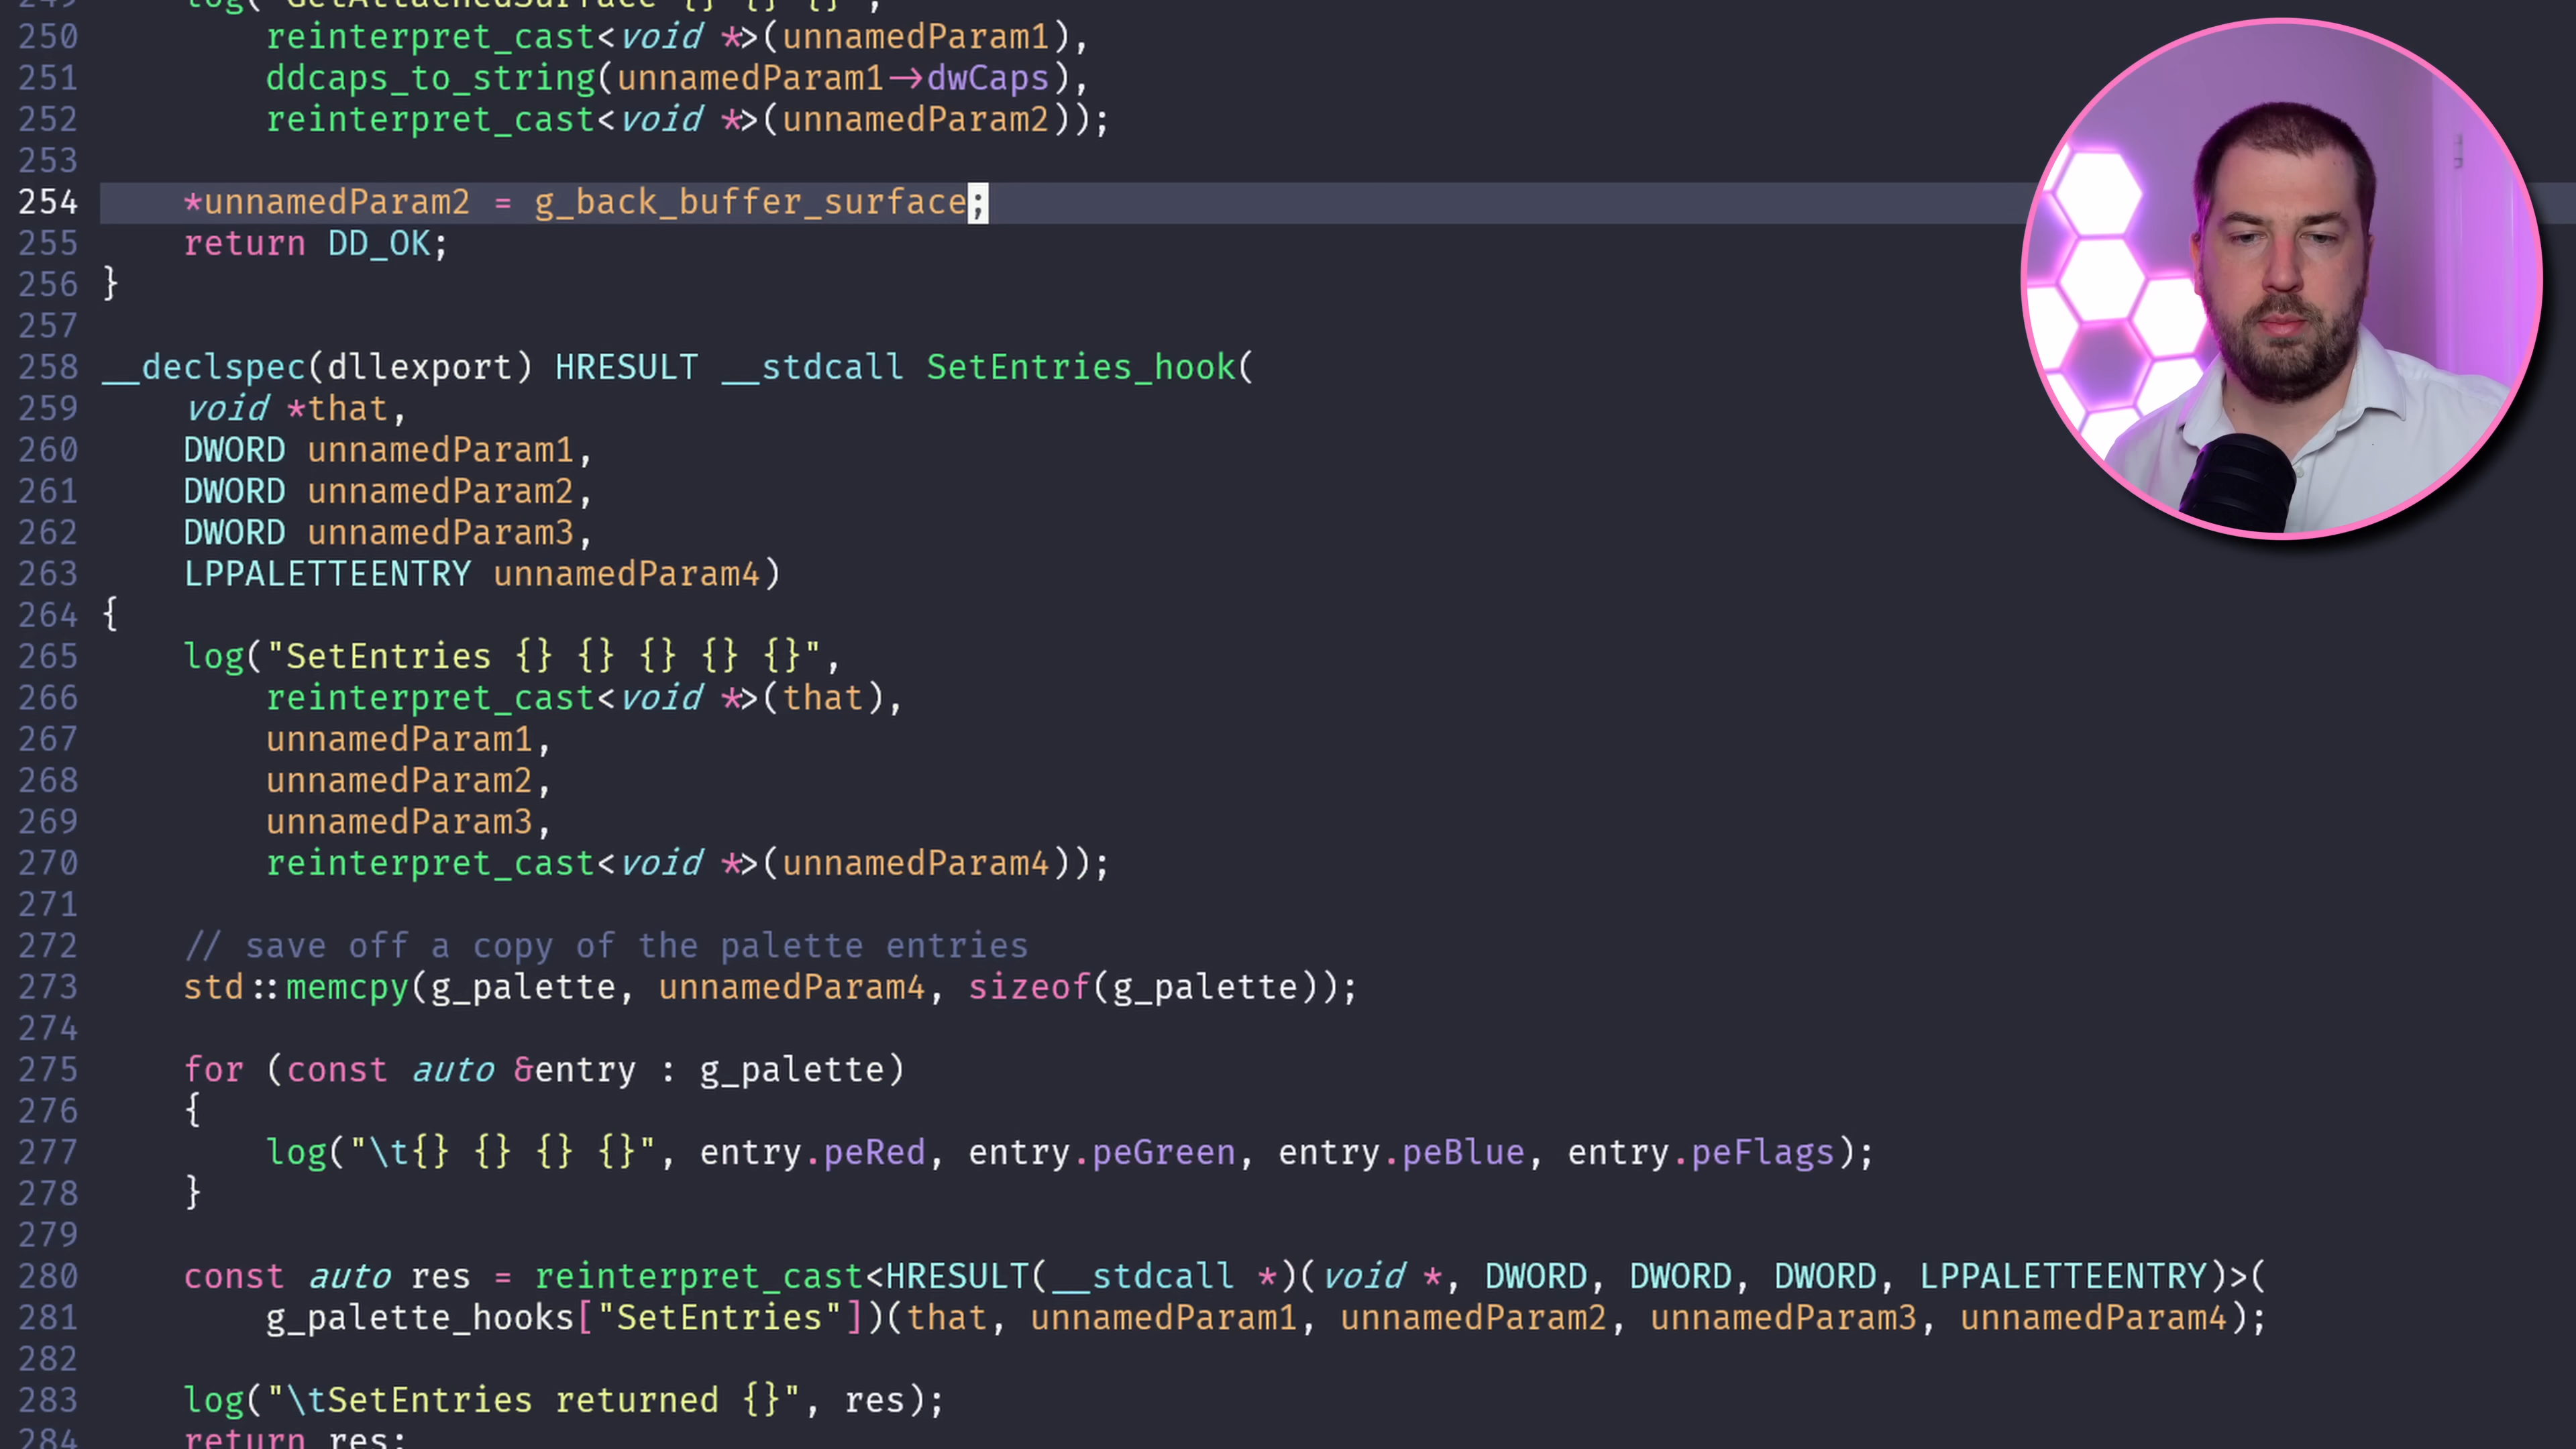 249 log("GetAttachedSurface {} {} {}",
250 reinterpret_cast<void *>(unnamedParam1),
251 ddcaps_to_string(unnamedParam1->dwCaps),
252 reinterpret_cast<void *>(unnamedParam2));
253
254 *unnamedParam2 = g_back_buffer_surface;
255 return DD_OK;
256 }
257
258 __declspec(dllexport) HRESULT __stdcall SetEntries_hook(
259 void *that,
260 DWORD unnamedParam1,
261 DWORD unnamedParam2,
262 DWORD unnamedParam3,
263 LPPALETTEENTRY unnamedParam4)
264 {
265 log("SetEntries {} {} {} {} {}",
266 reinterpret_cast<void *>(that),
267 unnamedParam1,
268 unnamedParam2,
269 unnamedParam3,
270 reinterpret_cast<void *>(unnamedParam4));
271
272 // save off a copy of the palette entries
273 std::memcpy(g_palette, unnamedParam4, sizeof(g_palette));
274
275 for (const auto &entry : g_palette)
276 {
277 log("\t{} {} {} {}", entry.peRed, entry.peGreen, entry.peBlue, entry.peFlags);
278 }
279
280 const auto res = reinterpret_cast<HRESULT(__stdcall *)(void *, DWORD, DWORD, DWORD, LPPALETTEENTRY)>(
281 g_palette_hooks["SetEntries"])(that, unnamedParam1, unnamedParam2, unnamedParam3, unnamedParam4);
282
283 log("\tSetEntries returned {}", res);
284 return res;